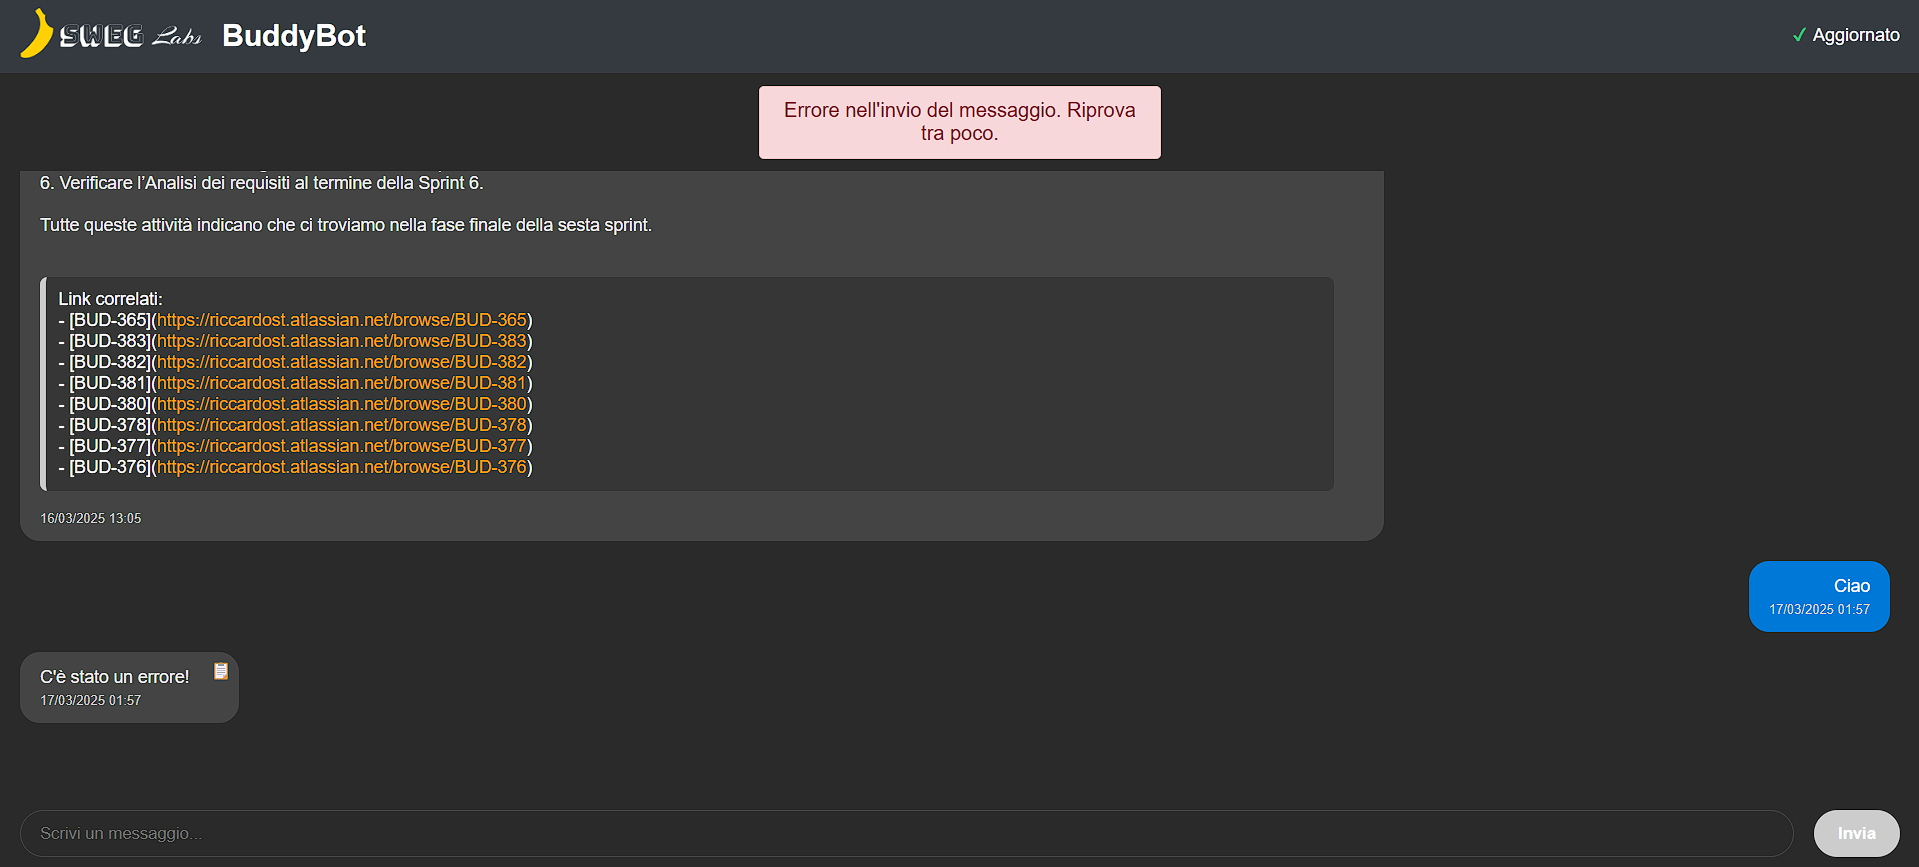 SWEG Labs BuddyBot
✓ Aggiornato
Errore nell'invio del messaggio. Riprova
tra poco.
6. Verificare l'Analisi dei requisiti al termine della Sprint 6.
Tutte queste attività indicano che ci troviamo nella fase finale della sesta sprint.
Link correlati:
- [BUD-365](https://riccardost.atlassian.net/browse/BUD-365)
- [BUD-383](https://riccardost.atlassian.net/browse/BUD-383)
- [BUD-382](https://riccardost.atlassian.net/browse/BUD-382)
- [BUD-381](https://riccardost.atlassian.net/browse/BUD-381)
- [BUD-380](https://riccardost.atlassian.net/browse/BUD-380)
- [BUD-378](https://riccardost.atlassian.net/browse/BUD-378)
- [BUD-377](https://riccardost.atlassian.net/browse/BUD-377)
- [BUD-376](https://riccardost.atlassian.net/browse/BUD-376)
16/03/2025 13:05
Ciao
17/03/2025 01:57
C'è stato un errore!
17/03/2025 01:57
Scrivi un messaggio...
Invia